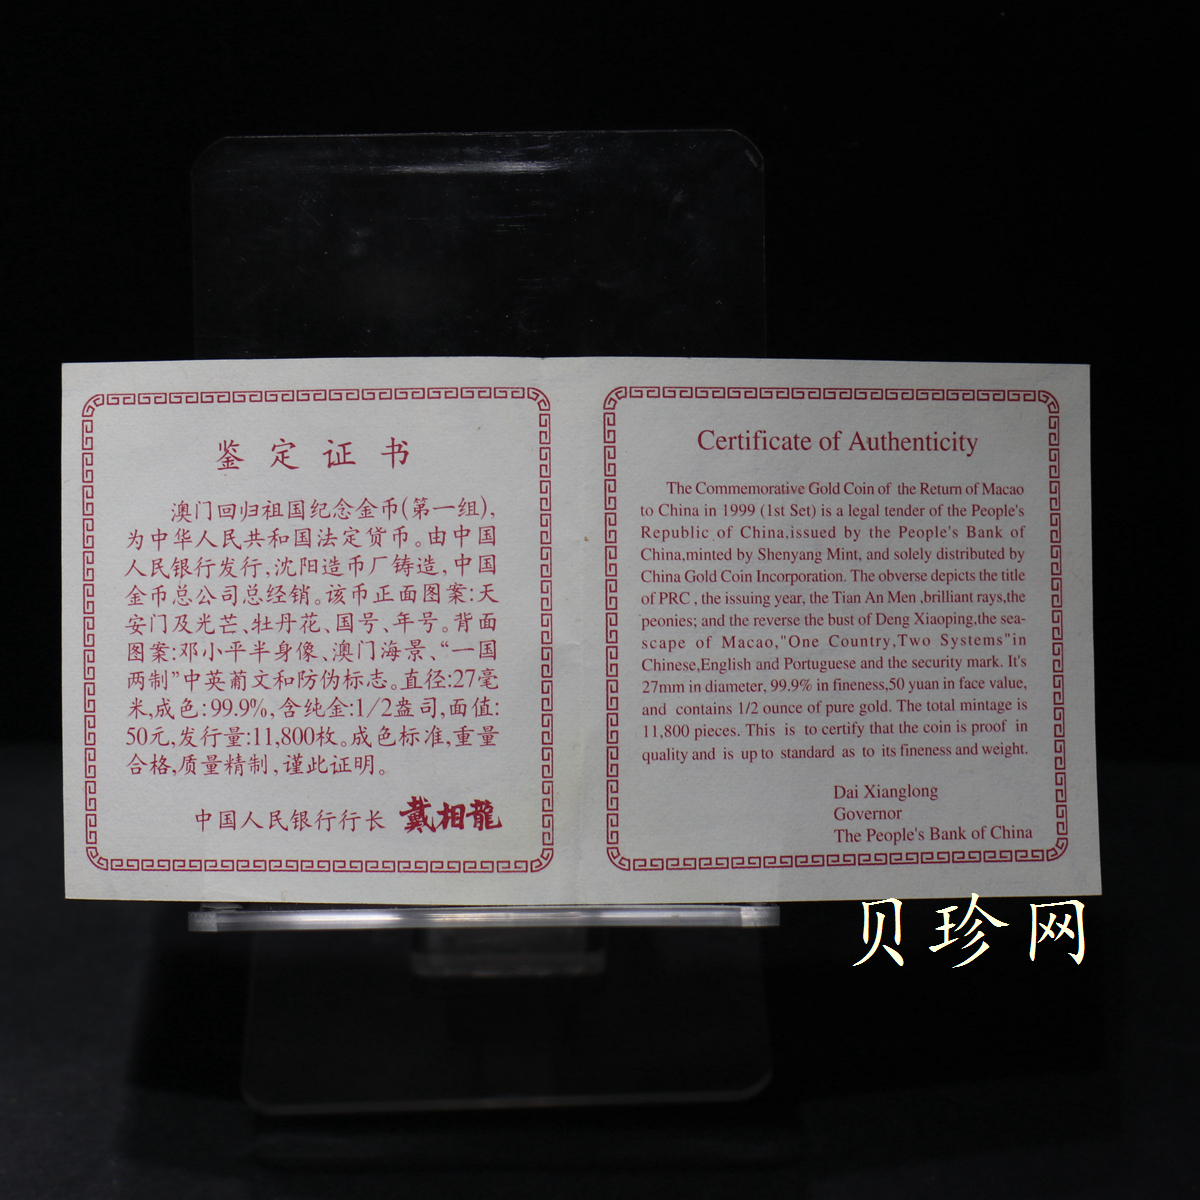 鉴定证书
澳门回归祖国纪念金币(第一组),
为中华人民共和国法定货币。由中国
人民银行发行,沈阳造币厂铸造,中国
金币总公司总经销。该币正面图案:天
安门及光芒、牡丹花、国号、年号。背面
图案:邓小平半身像、澳门海景、“一国
两制”中英葡文和防伪标志。直径:27毫
米,成色:99.9%,含纯金:1/2盎司,面值:
50元,发行量:11,800枚。成色标准,重量
合格,质量精制,谨此证明。
中国人民银行行长 戴相龍
Certificate of Authenticity
The Commemorative Gold Coin of the Return of Macao
to China in 1999 (1st Set) is a legal tender of the People's
Republic of China,issued by the People's Bank of
China,minted by Shenyang Mint, and solely distributed by
China Gold Coin Incorporation. The obverse depicts the title
of PRC , the issuing year, the Tian An Men ,brilliant rays,the
peonies; and the reverse the bust of Deng Xiaoping,the sea-
scape of Macao,"One Country,Two Systems"in
Chinese,English and Portuguese and the security mark. It's
27mm in diameter, 99.9% in fineness,50 yuan in face value,
and contains 1/2 ounce of pure gold. The total mintage is
11,800 pieces. This is to certify that the coin is proof in
quality and is up to standard as to its fineness and weight.
Dai Xianglong
Governor
The People's Bank of China
贝珍网